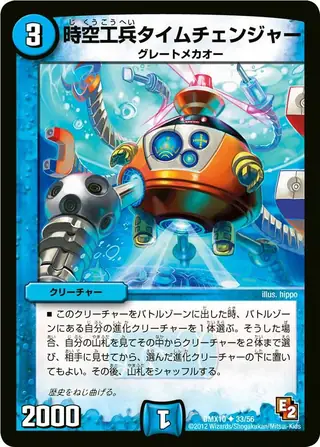 3
じくうこうへい
時空工兵タイムチェンジャー
グレートメカオー
クリーチャー
illus. hippo
■このクリーチャーをバトルゾーンに出した時、バトルゾー
ンにある自分の進化クリーチャーを1体選ぶ。そうした場
合、自分の山札を見てその中からクリーチャーを2体まで選
び、相手に見せてから、選んだ進化クリーチャーの下に置い
てもよい。その後、山札をシャッフルする。
歴史をねじ曲げる。
2000
1
DMX10 33/55
©2012 Wizards/Shogakukan/Mitsui-Kids
E2